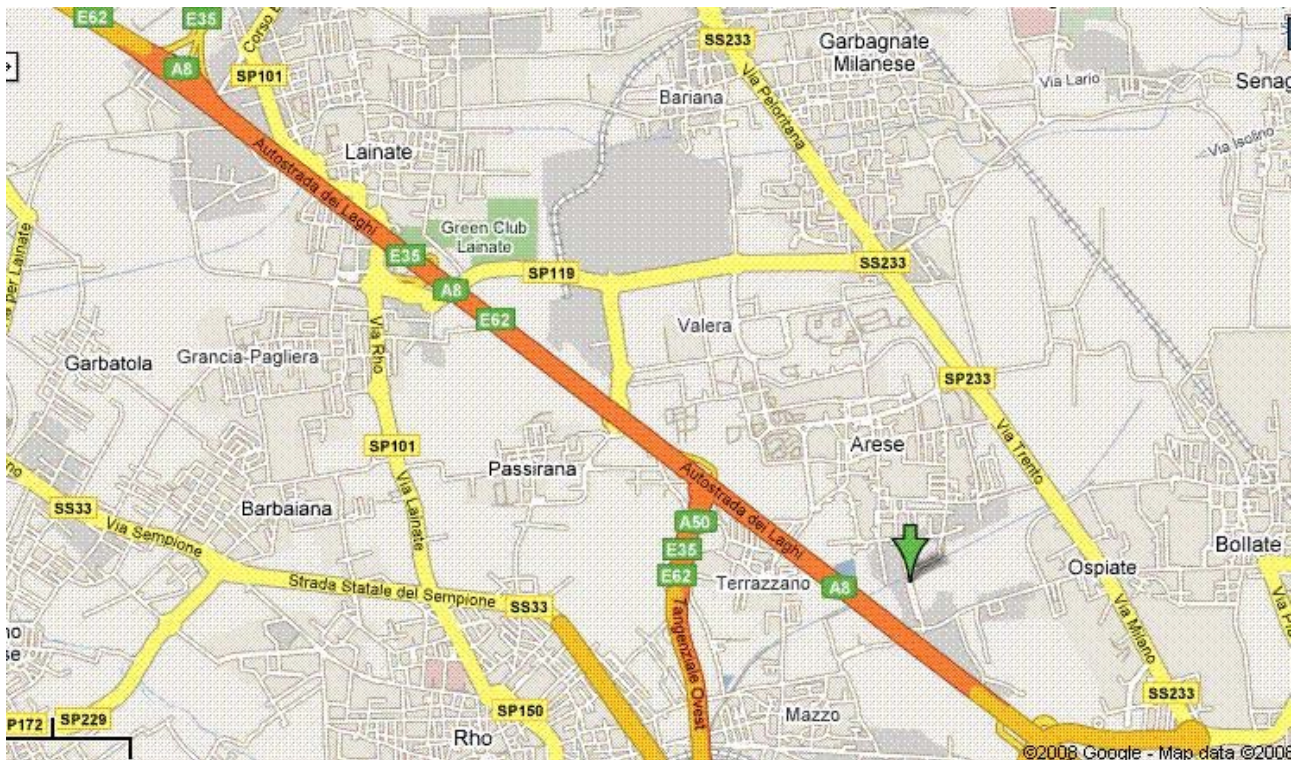 E62
E35
A8
Corso
SP101
SS233
Garbagnate
Milanese
Via Lario
Senag
Via Isolino
Bariana
Via Peloritana
Lainate
Autostrada dei Laghi
Green Club
Lainate
E35
A8
E62
SP119
SS233
Per Lainate
Garbatola
Grancia-Pagliera
Via Rho
Valera
SP233
SP101
Via Lainate
Passirana
Arese
Via Trento
Autostrada dei Laghi
SS33
Via Sempione
Barbaiana
A50
E35
E62
Terrazzano
A8
Ospiate
Bollate
Strada Statale del Sempione
SS33
Tangenziale Ovest
Via Milano
SS233
P172
SP229
SP150
Rho
Mazzo
©2008 Google - Map data ©2008